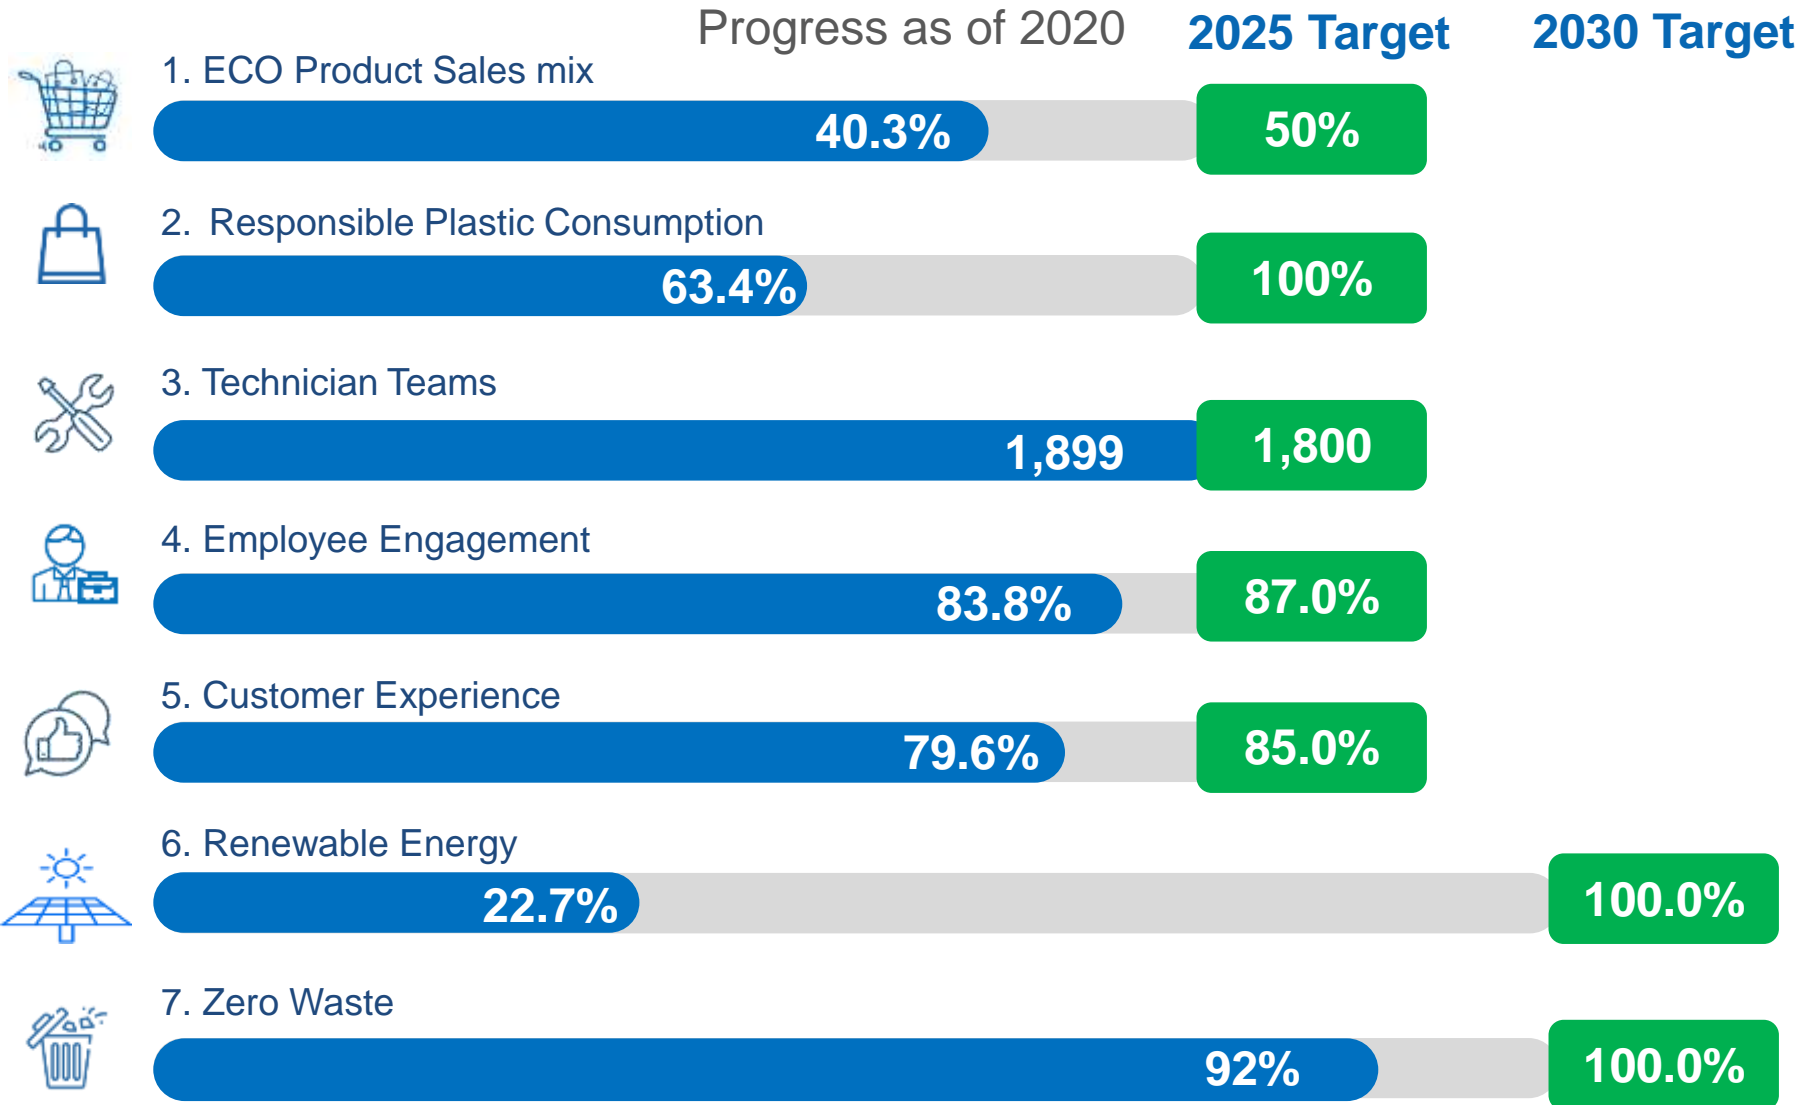 Progress as of 2020 2025 Target 2030 Target
1. ECO Product Sales mix
40.3% 50%
2. Responsible Plastic Consumption
63.4% 100%
3. Technician Teams
1,899 1,800
4. Employee Engagement
83.8% 87.0%
5. Customer Experience
79.6% 85.0%
6. Renewable Energy
22.7% 100.0%
7. Zero Waste
92% 100.0%